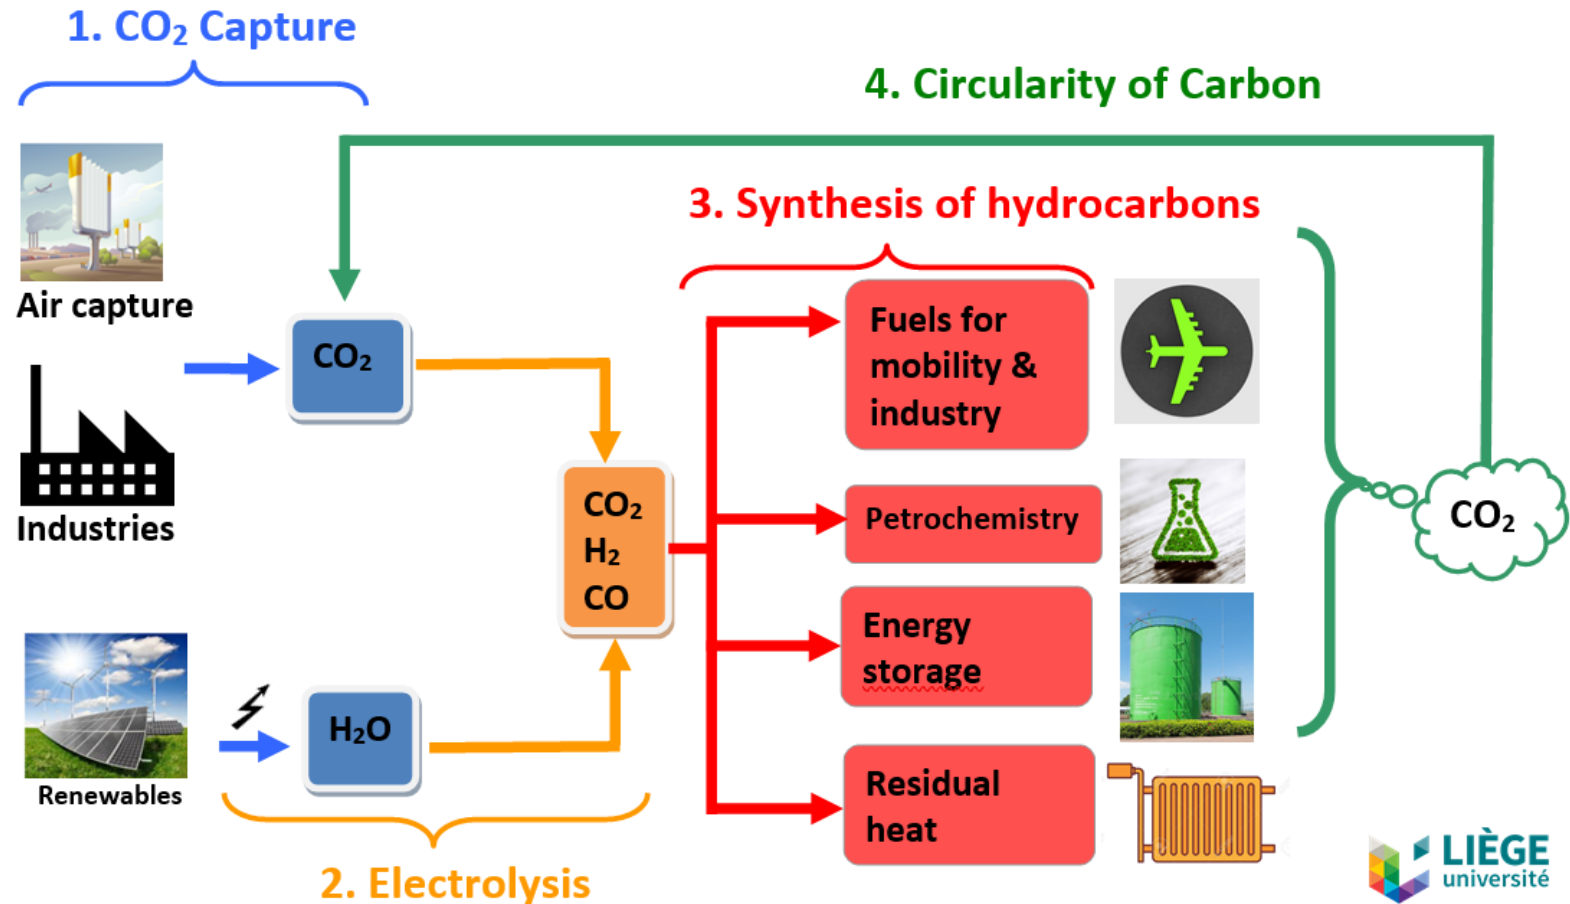 1. CO₂ Capture
4. Circularity of Carbon
3. Synthesis of hydrocarbons
Air capture
CO₂
Fuels for
mobility &
industry
Industries
CO₂
H₂
CO
Petrochemistry
CO₂
Energy
storage
H₂O
Renewables
Residual
heat
2. Electrolysis
LIÈGE
université